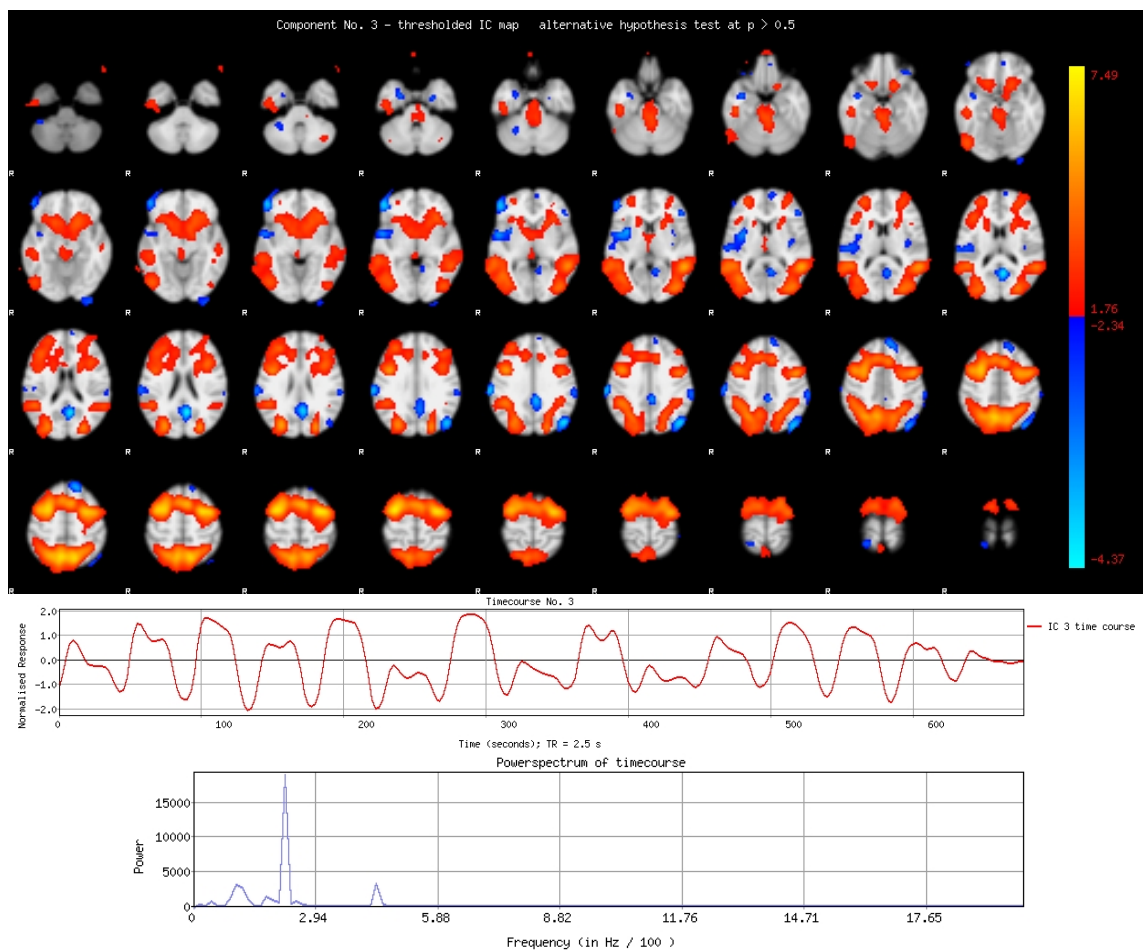 Component No. 3 - thresholded IC map   alternative hypothesis test at p > 0.5
7.49
R R R R R R R R R
1.76
-2.34
R R R R R R R R R
R R R R R R R R R
-4.37
R R R R R R R R R
Timecourse No. 3
Normalised Response
2.0
1.0
0.0
-1.0
-2.0
IC 3 time course
0 100 200 300 400 500 600
Time (seconds); TR = 2.5 s
Powerspectrum of timecourse
Power
15000
10000
5000
0
0 2.94 5.88 8.82 11.76 14.71 17.65
Frequency (in Hz / 100 )